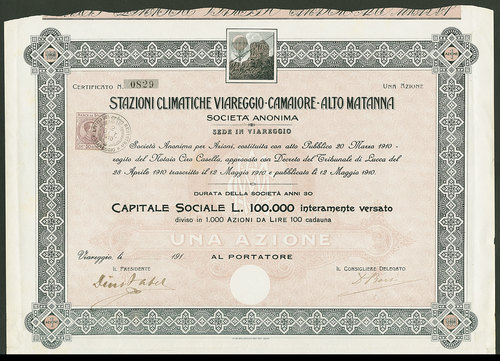 CERTIFICATO N. 0829
UNA AZIONE
STAZIONI CLIMATICHE VIAREGGIO-CAMAIORE-ALTO MATANNA
SOCIETÀ ANONIMA
SEDE IN VIAREGGIO
Società Anonima per Azioni, costituita con atto Pubblico 20 Marzo 1910 -
rogito del Notaio Ciro Casella, approvato con Decreto del Tribunale di Lucca del
28 Aprile 1910 trascritto il 12 Maggio 1910 e pubblicato il 12 Maggio 1910.
DURATA DELLA SOCIETÀ ANNI 30
CAPITALE SOCIALE L. 100.000 interamente versato
diviso in 1.000 AZIONI DA LIRE 100 cadauna
UNA AZIONE
Viareggio, li 191
AL PORTATORE
IL PRESIDENTE
IL CONSIGLIERE DELEGATO